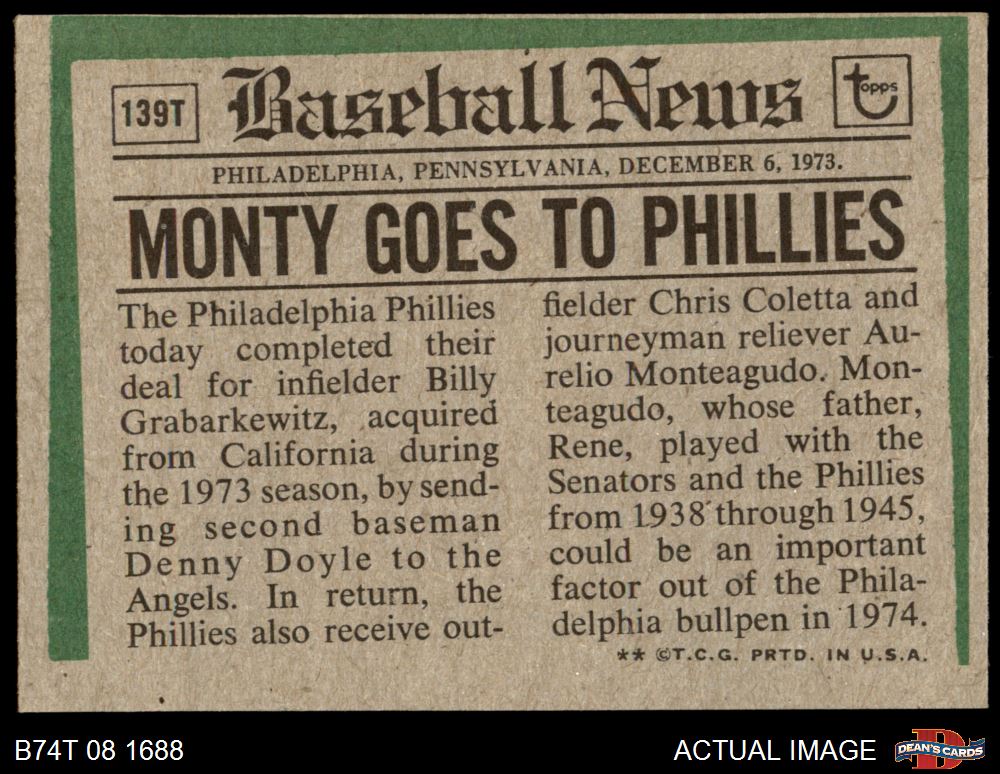 139T Baseball News topps
PHILADELPHIA, PENNSYLVANIA, DECEMBER 6, 1973.
MONTY GOES TO PHILLIES
The Philadelphia Phillies
today completed their
deal for infielder Billy
Grabarkewitz, acquired
from California during
the 1973 season, by send-
ing second baseman
Denny Doyle to the
Angels. In return, the
Phillies also receive out-
fielder Chris Coletta and
journeyman reliever Au-
relio Monteagudo. Mon-
teagudo, whose father,
Rene, played with the
Senators and the Phillies
from 1938 through 1945,
could be an important
factor out of the Phila-
delphia bullpen in 1974.
** ©T.C.G. PRTD. IN U.S.A.
B74T 08 1688
ACTUAL IMAGE
DEAN'S CARDS